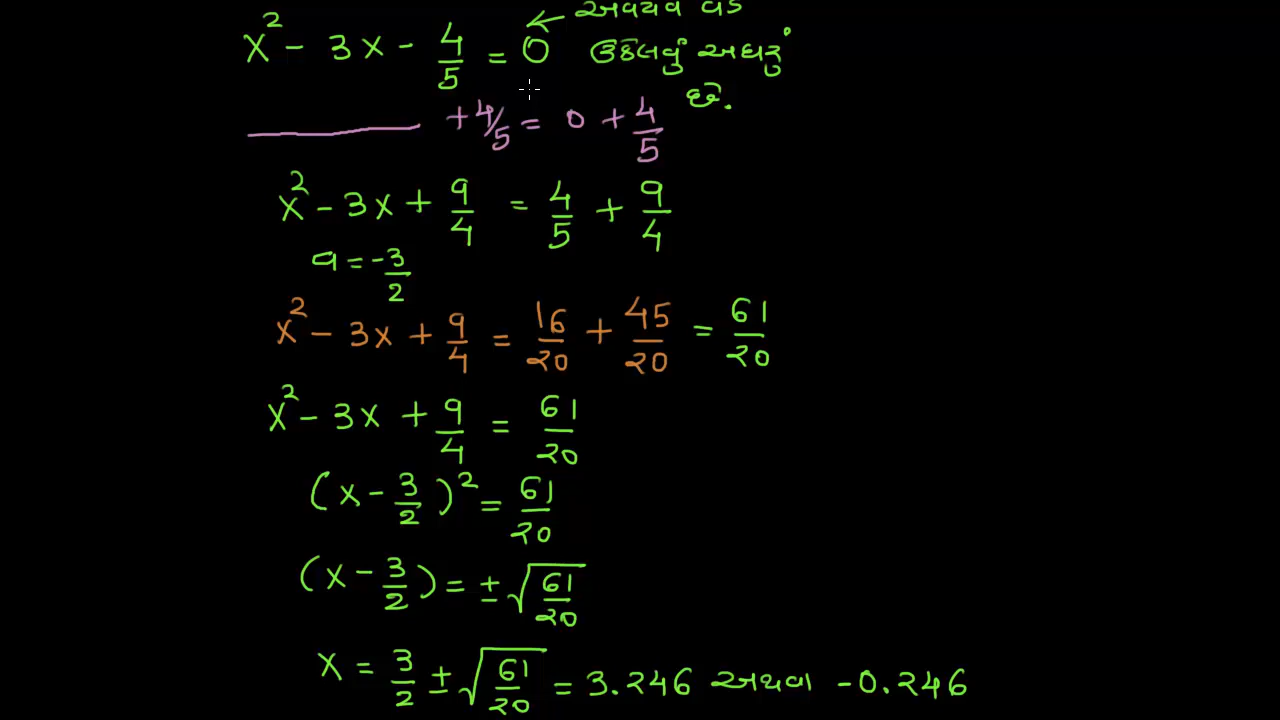 અવયવ વડે
x² - 3x - 4/5 = 0 ઉકેલવું અઘરું
છે.
+ 4/5 = 0 + 4/5
x² - 3x + 9/4 = 4/5 + 9/4
a = -3/2
x² - 3x + 9/4 = 16/20 + 45/20 = 61/20
x² - 3x + 9/4 = 61/20
(x - 3/2)² = 61/20
(x - 3/2) = ± √(61/20)
x = 3/2 ± √(61/20) = 3.246 અથવા -0.246